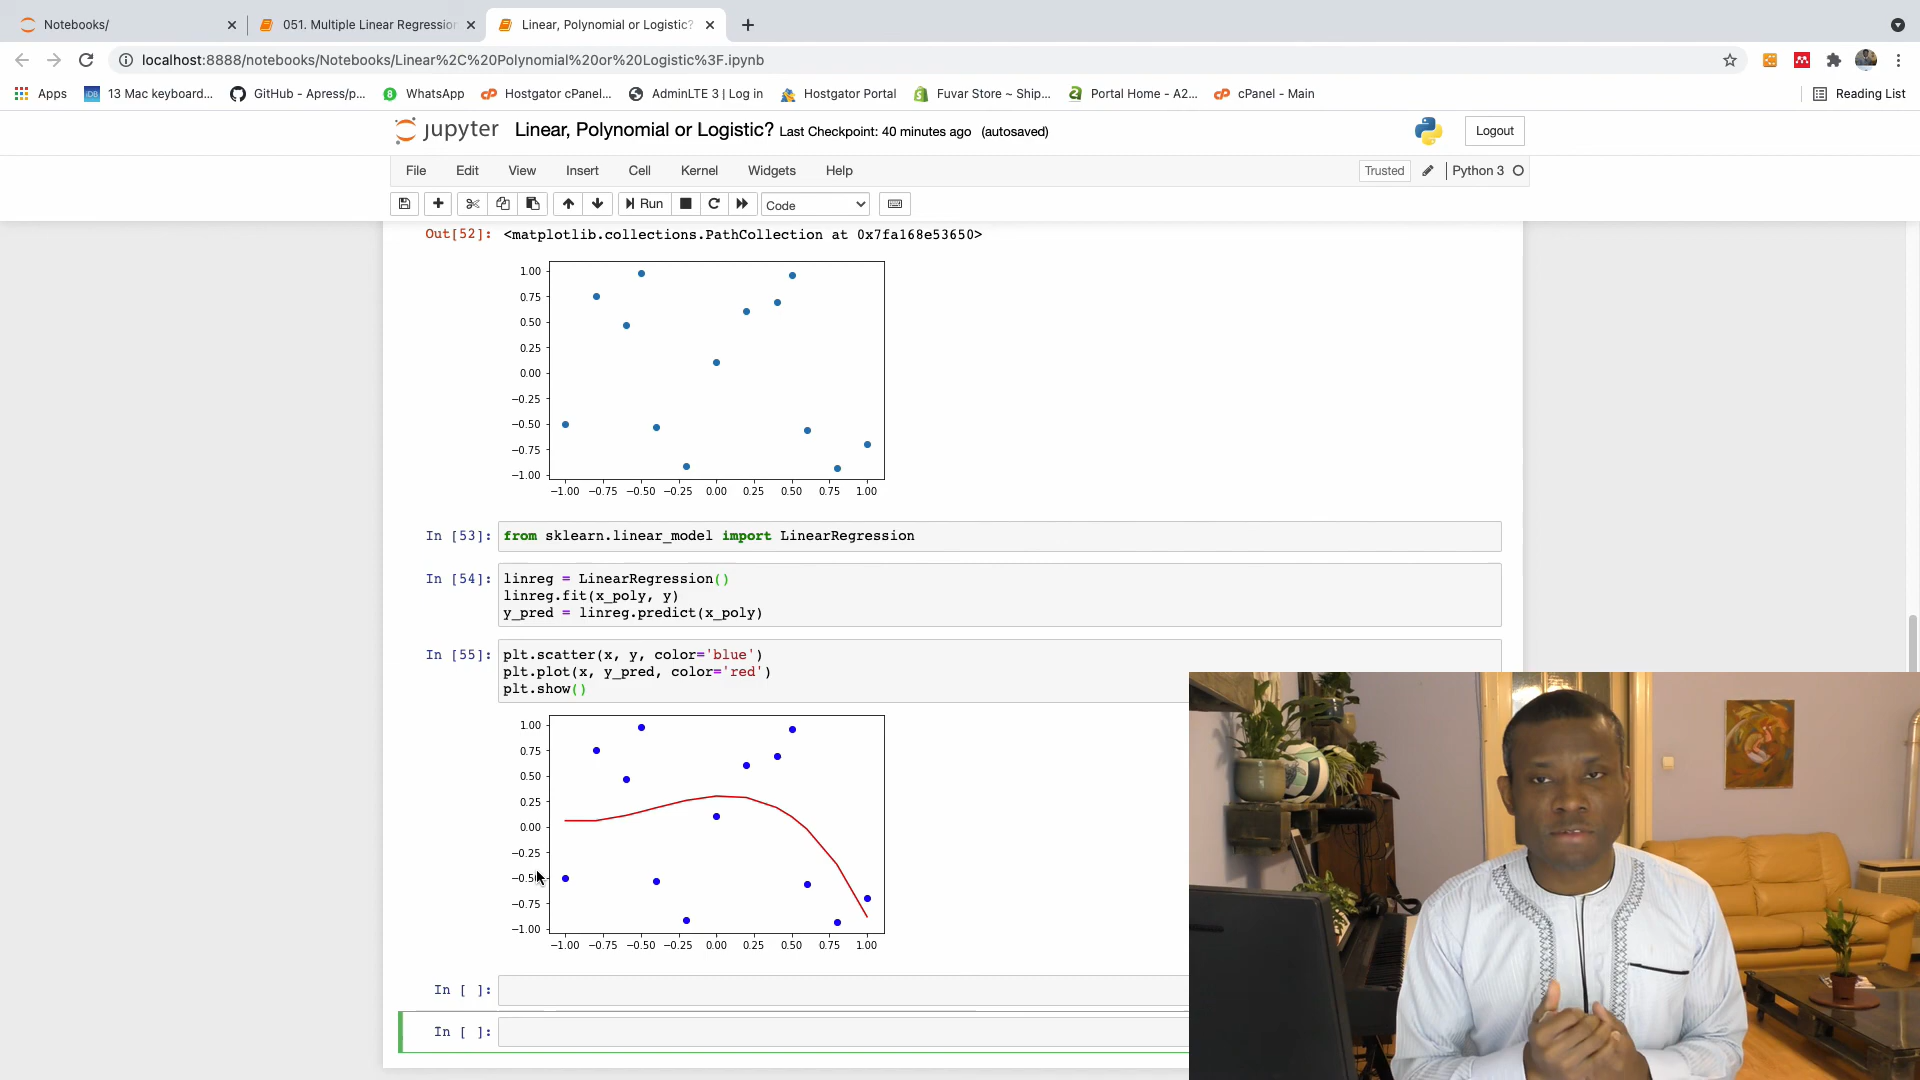 Notebooks/
051. Multiple Linear Regression
Linear, Polynomial or Logistic?
localhost:8888/notebooks/Notebooks/Linear%2C%20Polynomial%20or%20Logistic%3F.ipynb
Apps
13 Mac keyboard...
GitHub - Apress/p...
WhatsApp
Hostgator cPanel...
AdminLTE 3 | Log in
Hostgator Portal
Fuvar Store ~ Ship...
Portal Home - A2...
cPanel - Main
Reading List
jupyter Linear, Polynomial or Logistic? Last Checkpoint: 40 minutes ago (autosaved)
Logout
File Edit View Insert Cell Kernel Widgets Help
Trusted
Python 3
Run
Code
Out[52]: <matplotlib.collections.PathCollection at 0x7fa168e53650>
1.00
0.75
0.50
0.25
0.00
−0.25
−0.50
−0.75
−1.00
−1.00 −0.75 −0.50 −0.25 0.00 0.25 0.50 0.75 1.00
In [53]: from sklearn.linear_model import LinearRegression
In [54]: linreg = LinearRegression()
linreg.fit(x_poly, y)
y_pred = linreg.predict(x_poly)
In [55]: plt.scatter(x, y, color='blue')
plt.plot(x, y_pred, color='red')
plt.show()
1.00
0.75
0.50
0.25
0.00
−0.25
−0.50
−0.75
−1.00
−1.00 −0.75 −0.50 −0.25 0.00 0.25 0.50 0.75 1.00
In [ ]:
In [ ]: